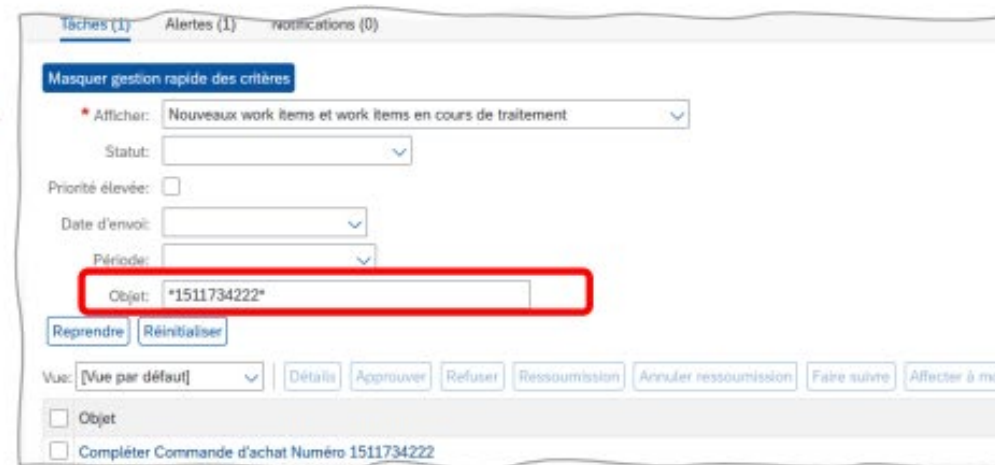 Tâches (1) Alertes (1) Notifications (0)
Masquer gestion rapide des critères
* Afficher: Nouveaux work items et work items en cours de traitement
Statut:
Priorité élevée:
Date d'envoi:
Période:
Objet: *1511734222*
Reprendre Réinitialiser
Vue: [Vue par défaut] Détails Approuver Refuser Ressoumission Annuler ressoumission Faire suivre Affecter à
Objet
Compléter Commande d'achat Numéro 1511734222